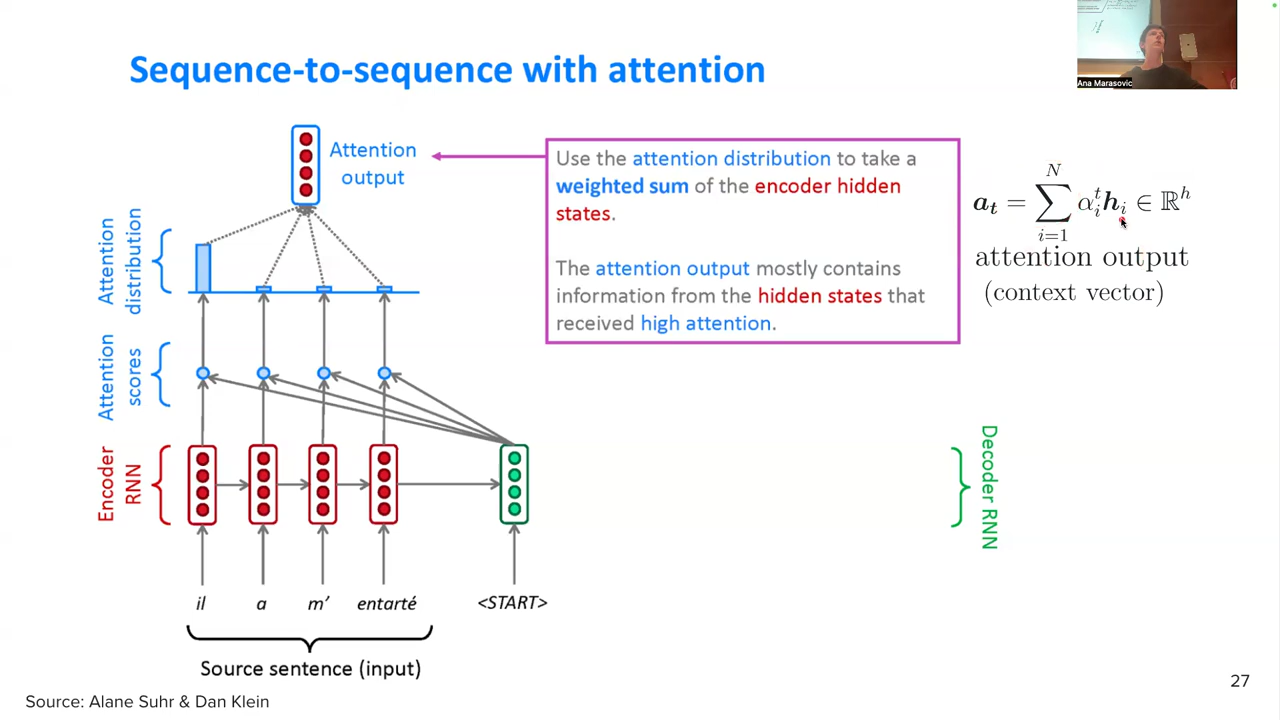 Ana Marasovic
Sequence-to-sequence with attention
Attention
output
Use the attention distribution to take a
weighted sum of the encoder hidden
states.
The attention output mostly contains
information from the hidden states that
received high attention.
a_t = \sum_{i=1}^{N} α_i^t h_i ∈ ℝ^h
attention output
(context vector)
Attention
distribution
Attention
scores
Encoder
RNN
Decoder RNN
il a m’ entarté <START>
Source sentence (input)
27
Source: Alane Suhr & Dan Klein